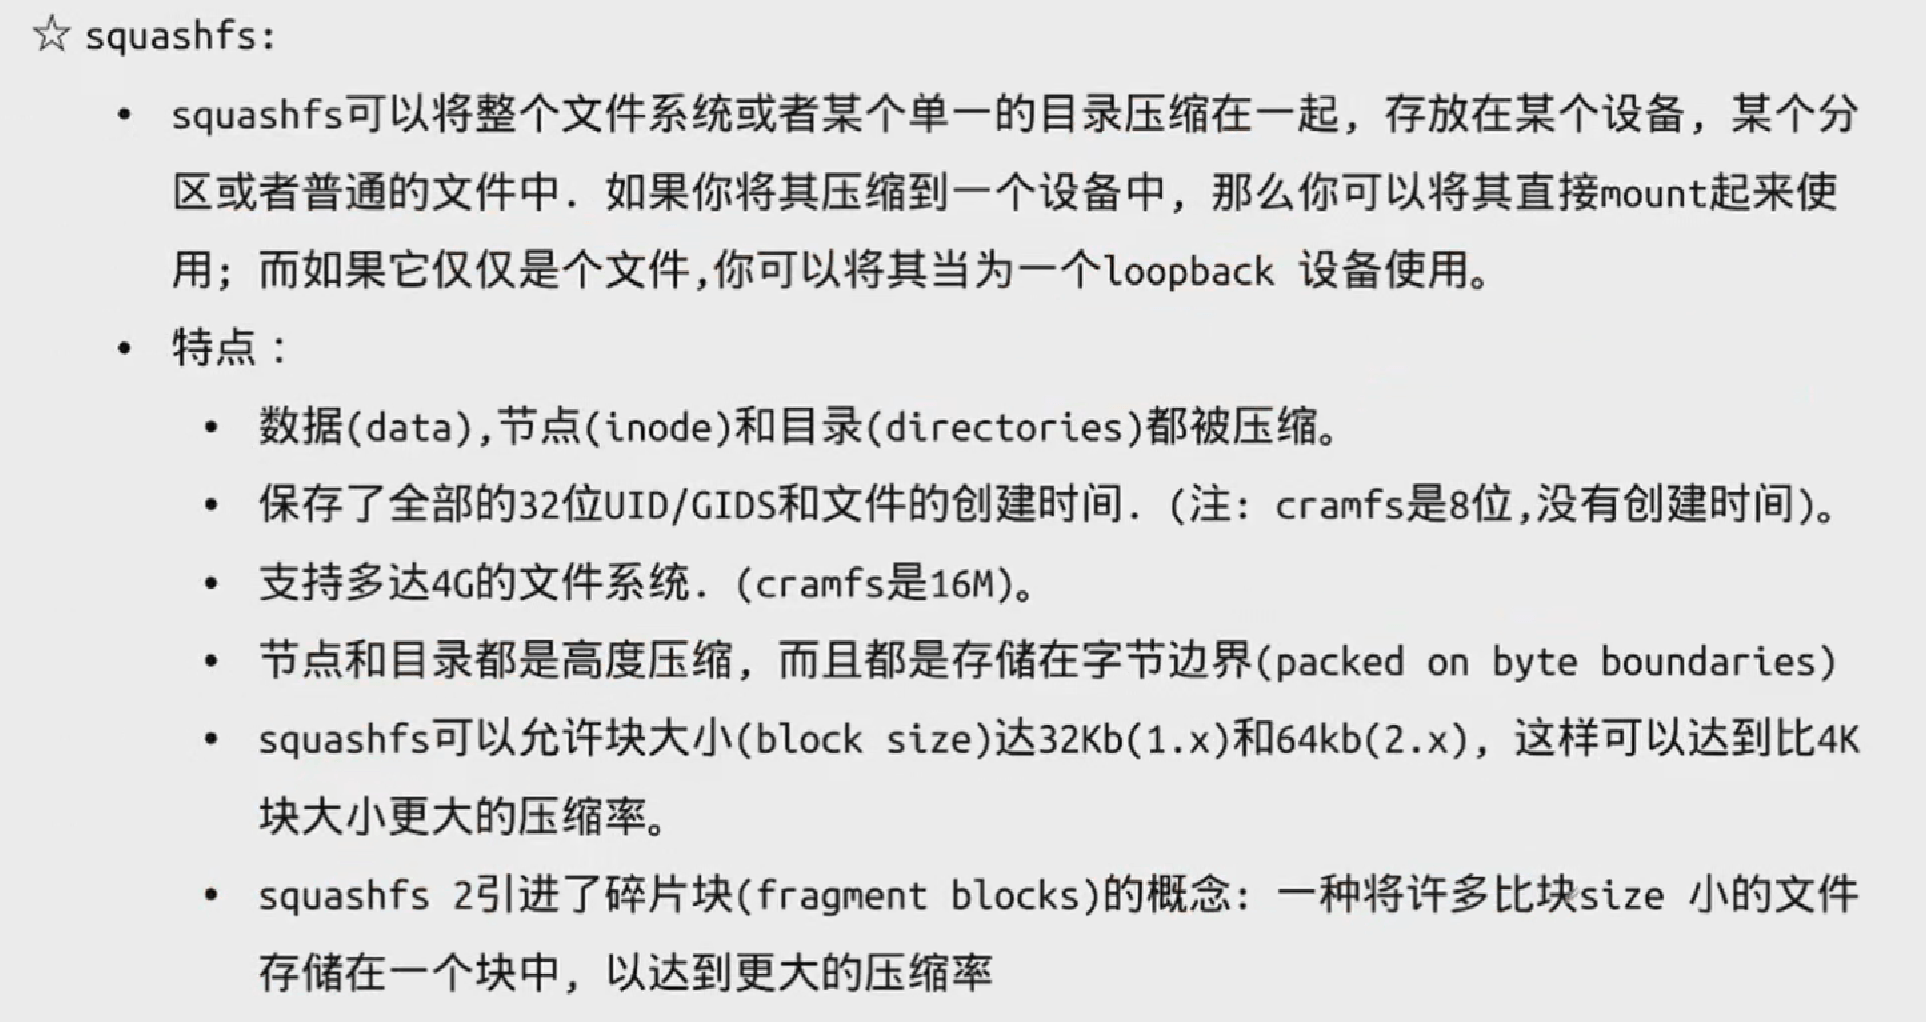 ☆ squashfs:
• squashfs可以将整个文件系统或者某个单一的目录压缩在一起，存放在某个设备，某个分
区或者普通的文件中．如果你将其压缩到一个设备中，那么你可以将其直接mount起来使
用；而如果它仅仅是个文件,你可以将其当为一个loopback 设备使用。
• 特点：
• 数据(data),节点(inode)和目录(directories)都被压缩。
• 保存了全部的32位UID/GIDS和文件的创建时间．(注：cramfs是8位,没有创建时间)。
• 支持多达4G的文件系统．(cramfs是16M)。
• 节点和目录都是高度压缩，而且都是存储在字节边界(packed on byte boundaries)
• squashfs可以允许块大小(block size)达32Kb(1.x)和64kb(2.x)，这样可以达到比4K
块大小更大的压缩率。
• squashfs 2引进了碎片块(fragment blocks)的概念：一种将许多比块size 小的文件
存储在一个块中，以达到更大的压缩率